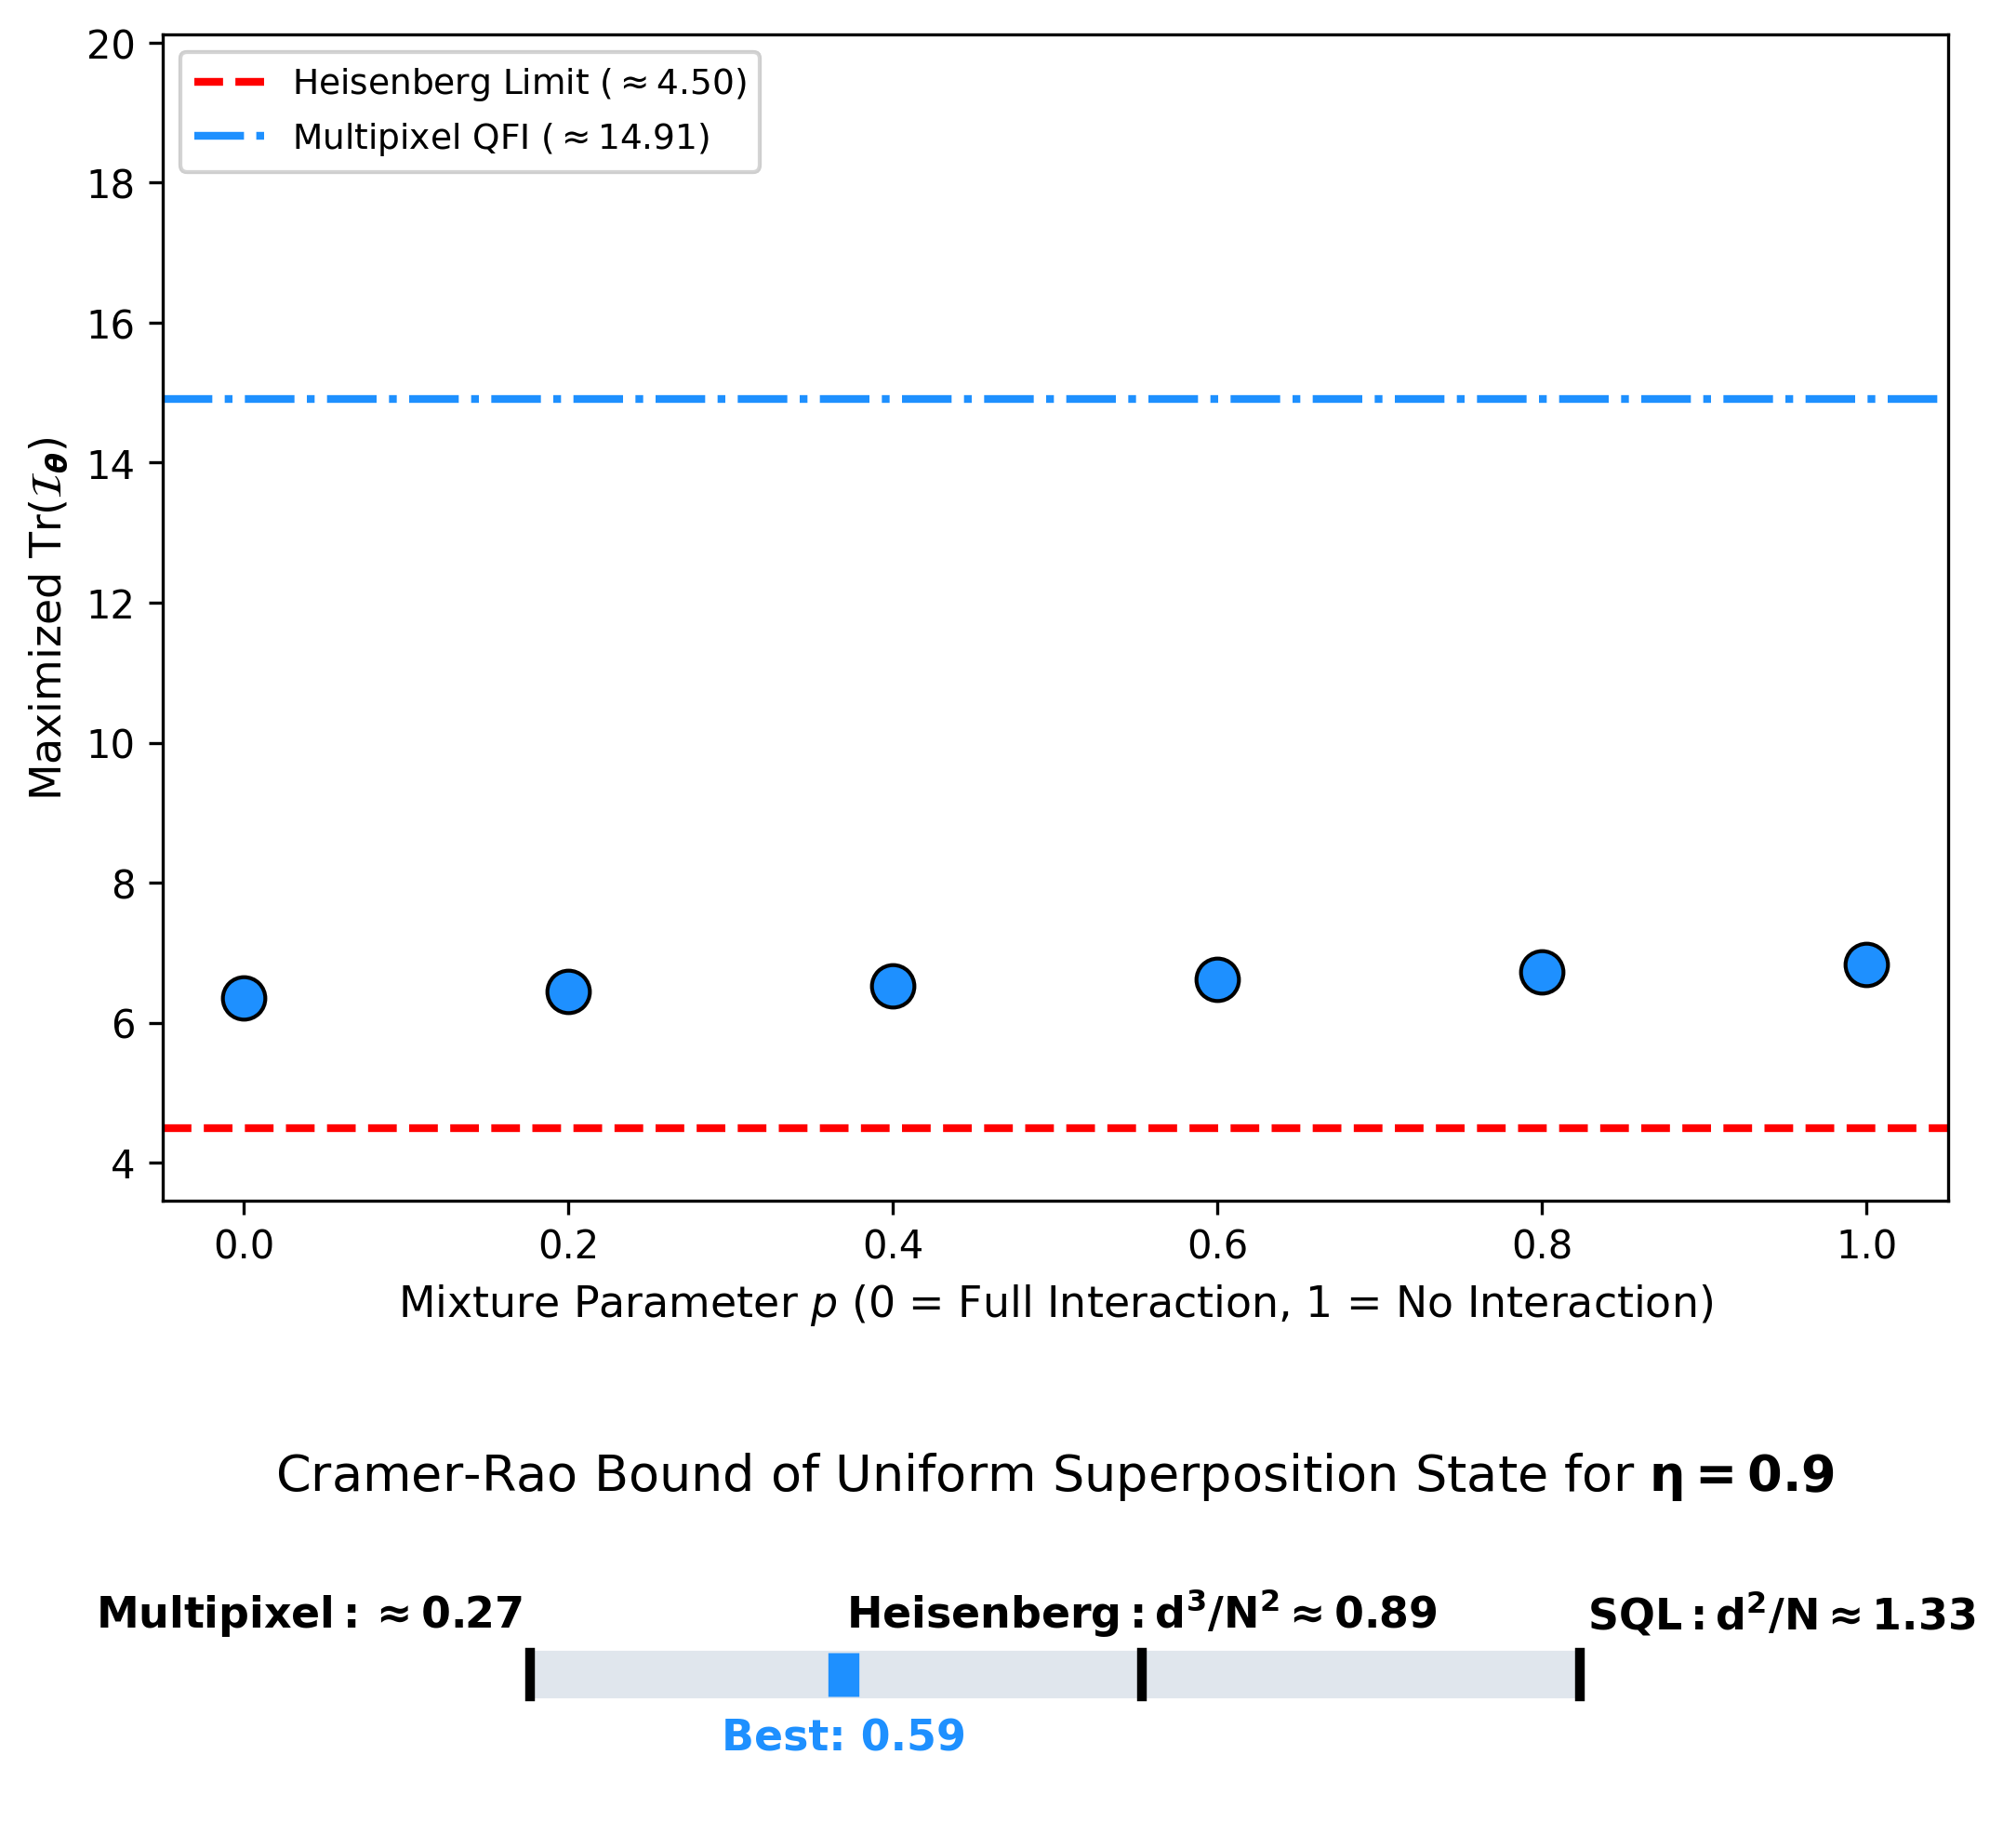 20
18
16
14
12
10
8
6
4
Maximized Tr(𝓘_𝜽)
Heisenberg Limit (≈4.50)
Multipixel QFI (≈14.91)
0.0 0.2 0.4 0.6 0.8 1.0
Mixture Parameter p (0 = Full Interaction, 1 = No Interaction)
Cramer-Rao Bound of Uniform Superposition State for η = 0.9
Multipixel: ≈ 0.27 Heisenberg: d³/N² ≈ 0.89 SQL: d²/N ≈ 1.33
Best: 0.59